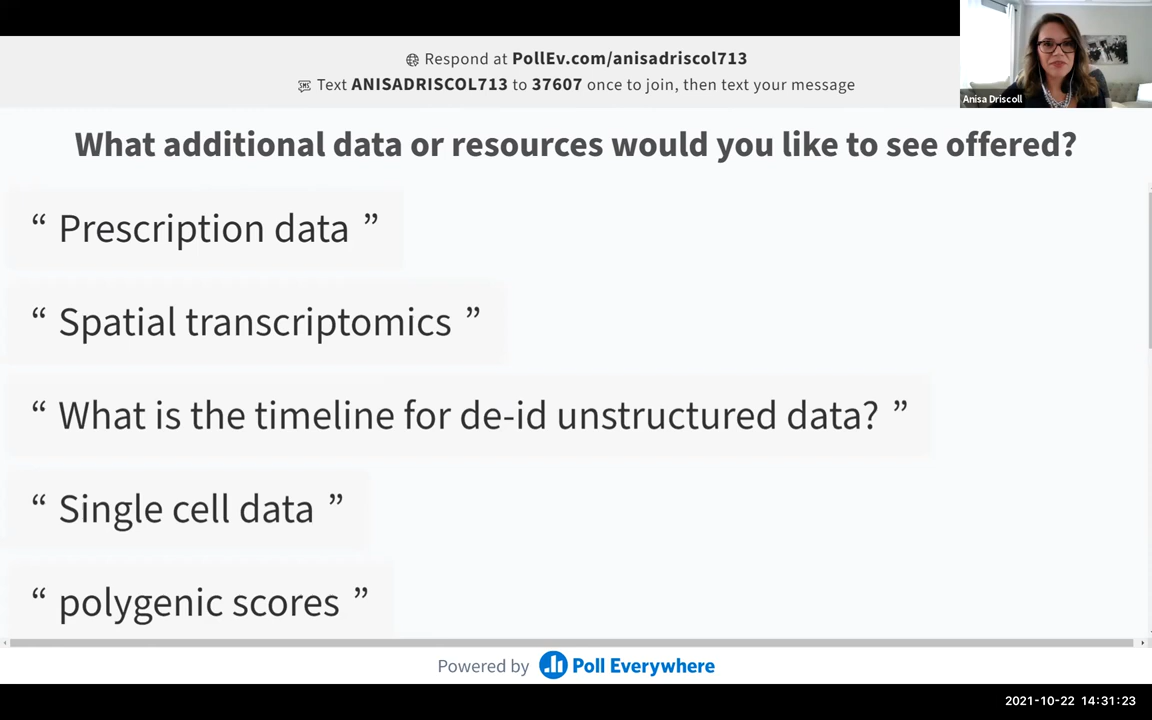 Respond at PollEv.com/anisadriscol713
Text ANISADRISCOL713 to 37607 once to join, then text your message
Anisa Driscoll
What additional data or resources would you like to see offered?
“ Prescription data ”
“ Spatial transcriptomics ”
“ What is the timeline for de-id unstructured data? ”
“ Single cell data ”
“ polygenic scores ”
Powered by Poll Everywhere
2021-10-22 14:31:23